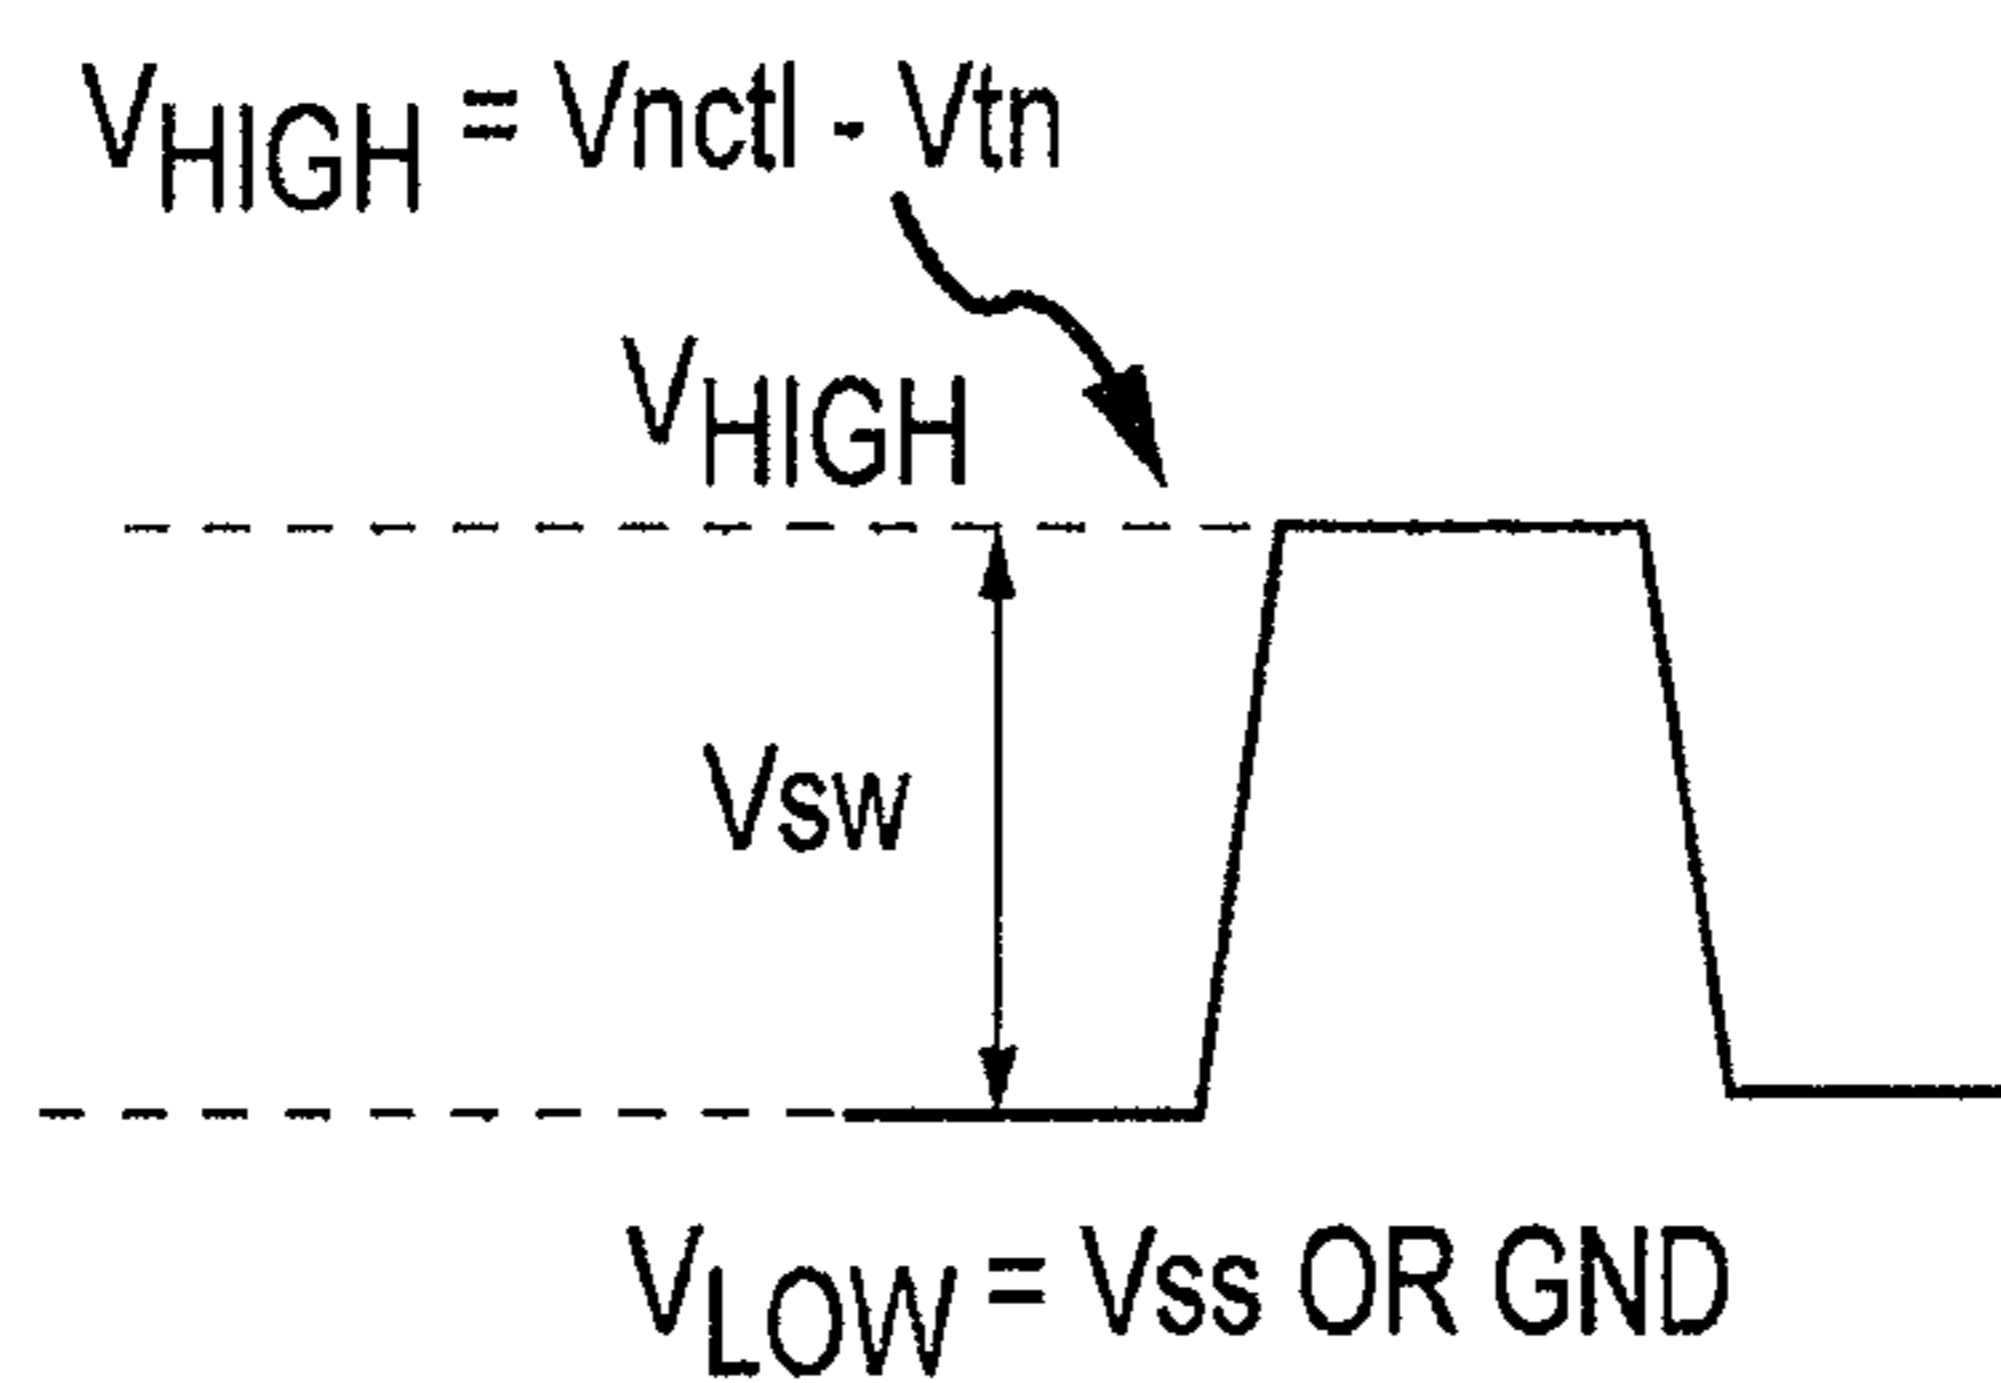 VHIGH = Vnctl - Vtn
VHIGH
Vsw
VLOW = Vss OR GND